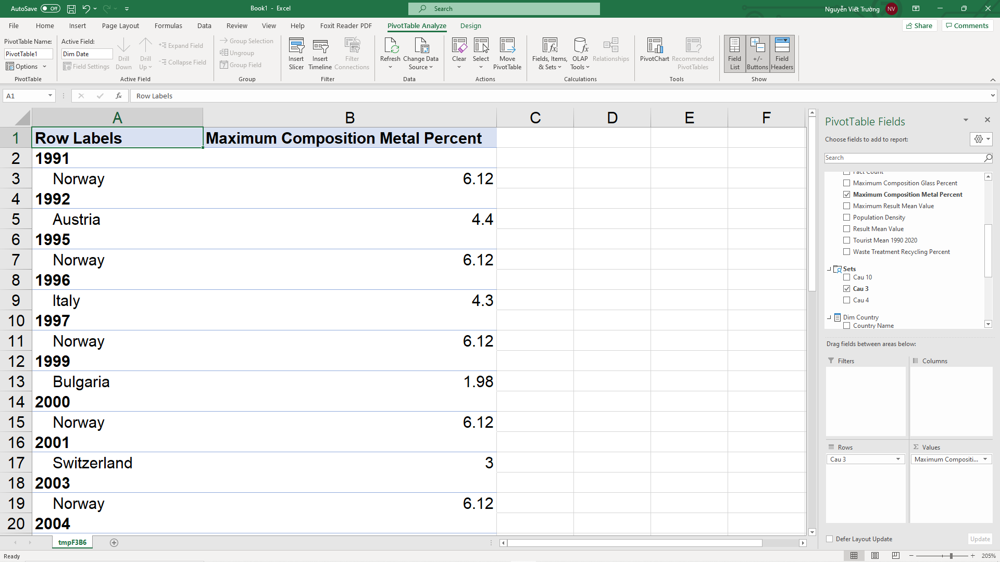 AutoSave Off
Book1 - Excel
Search
Nguyễn Viết Trường NV
File Home Insert Page Layout Formulas Data Review View Help Foxit Reader PDF PivotTable Analyze Design
Share Comments
PivotTable Name:
PivotTable1
Options
PivotTable
Active Field:
Dim Date
Field Settings
Drill Down
Drill Up
Expand Field
Collapse Field
Active Field
Group Selection
Ungroup
Group Field
Group
Insert Slicer
Insert Timeline
Filter Connections
Filter
Refresh
Change Data Source
Data
Clear
Select
Move PivotTable
Actions
Fields, Items, & Sets
OLAP Tools
Relationships
Calculations
PivotChart
Recommended PivotTables
Tools
Field List
+/- Buttons
Field Headers
Show
A1
fx
Row Labels
A B C D E F
1 Row Labels Maximum Composition Metal Percent
2 1991
3 Norway 6.12
4 1992
5 Austria 4.4
6 1995
7 Norway 6.12
8 1996
9 Italy 4.3
10 1997
11 Norway 6.12
12 1999
13 Bulgaria 1.98
14 2000
15 Norway 6.12
16 2001
17 Switzerland 3
18 2003
19 Norway 6.12
20 2004
PivotTable Fields
Choose fields to add to report:
Search
Fact Count
Maximum Composition Glass Percent
Maximum Composition Metal Percent
Maximum Result Mean Value
Population Density
Result Mean Value
Tourist Mean 1990 2020
Waste Treatment Recycling Percent
Sets
Cau 10
Cau 3
Cau 4
Dim Country
Country Name
Drag fields between areas below:
Filters
Columns
Rows
Cau 3
Σ Values
Maximum Compositi...
Defer Layout Update
Update
tmpF3B6
Ready
205%